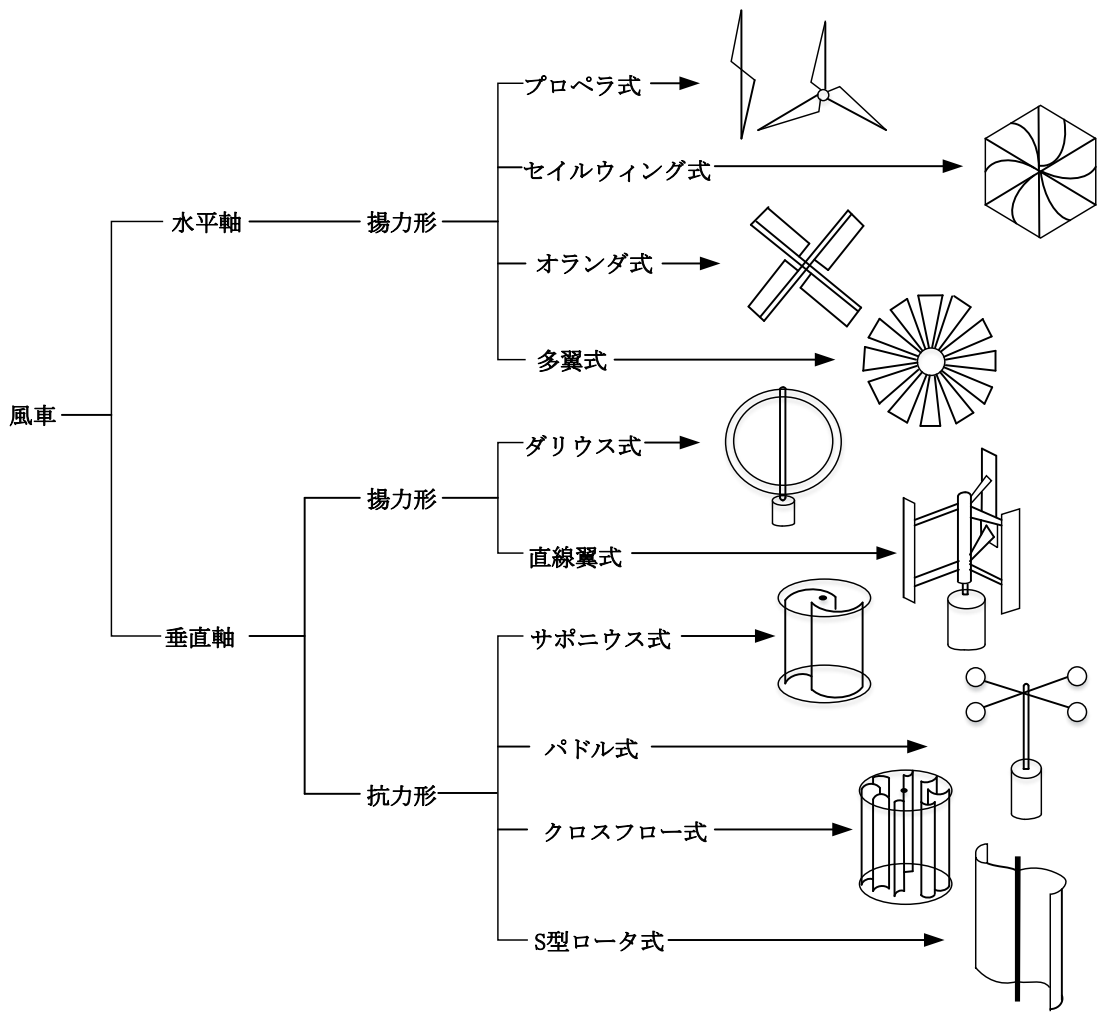 プロペラ式
セイルウィング式
水平軸
揚力形
オランダ式
多翼式
風車
ダリウス式
揚力形
直線翼式
垂直軸
サポニウス式
パドル式
抗力形
クロスフロー式
S型ロータ式